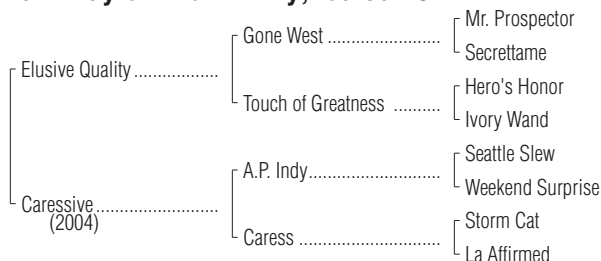 Mr. Prospector
Gone West ........................
Secrettame
Elusive Quality ..................
Hero's Honor
Touch of Greatness ..........
Ivory Wand
Seattle Slew
A.P. Indy............................
Weekend Surprise
Caressive..........................
(2004)
Storm Cat
Caress ..............................
La Affirmed